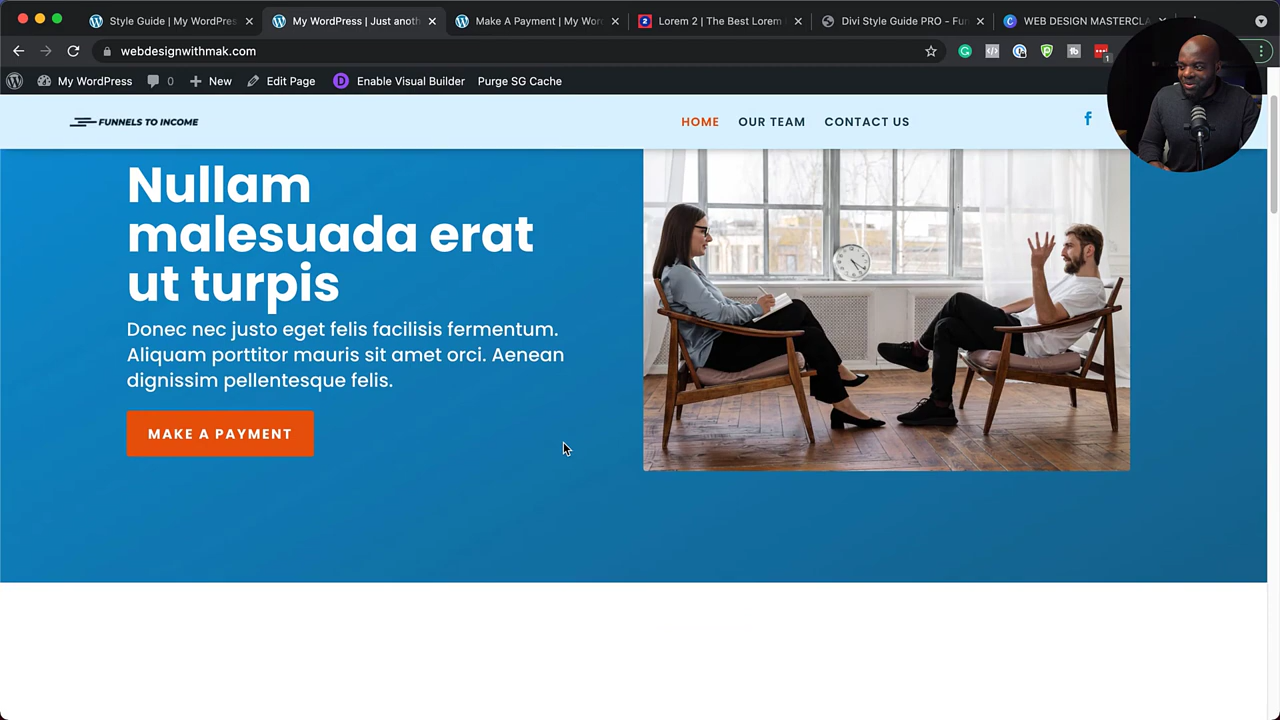 Style Guide | My WordPres
My WordPress | Just anoth
Make A Payment | My Wor
Lorem 2 | The Best Lorem
Divi Style Guide PRO - Fun
WEB DESIGN MASTERCLA
webdesignwithmak.com
1
My WordPress
0
New
Edit Page
D
Enable Visual Builder
Purge SG Cache
FUNNELS TO INCOME
HOME
OUR TEAM
CONTACT US
f
Nullam
malesuada erat
ut turpis
Donec nec justo eget felis facilisis fermentum.
Aliquam porttitor mauris sit amet orci. Aenean
dignissim pellentesque felis.
MAKE A PAYMENT